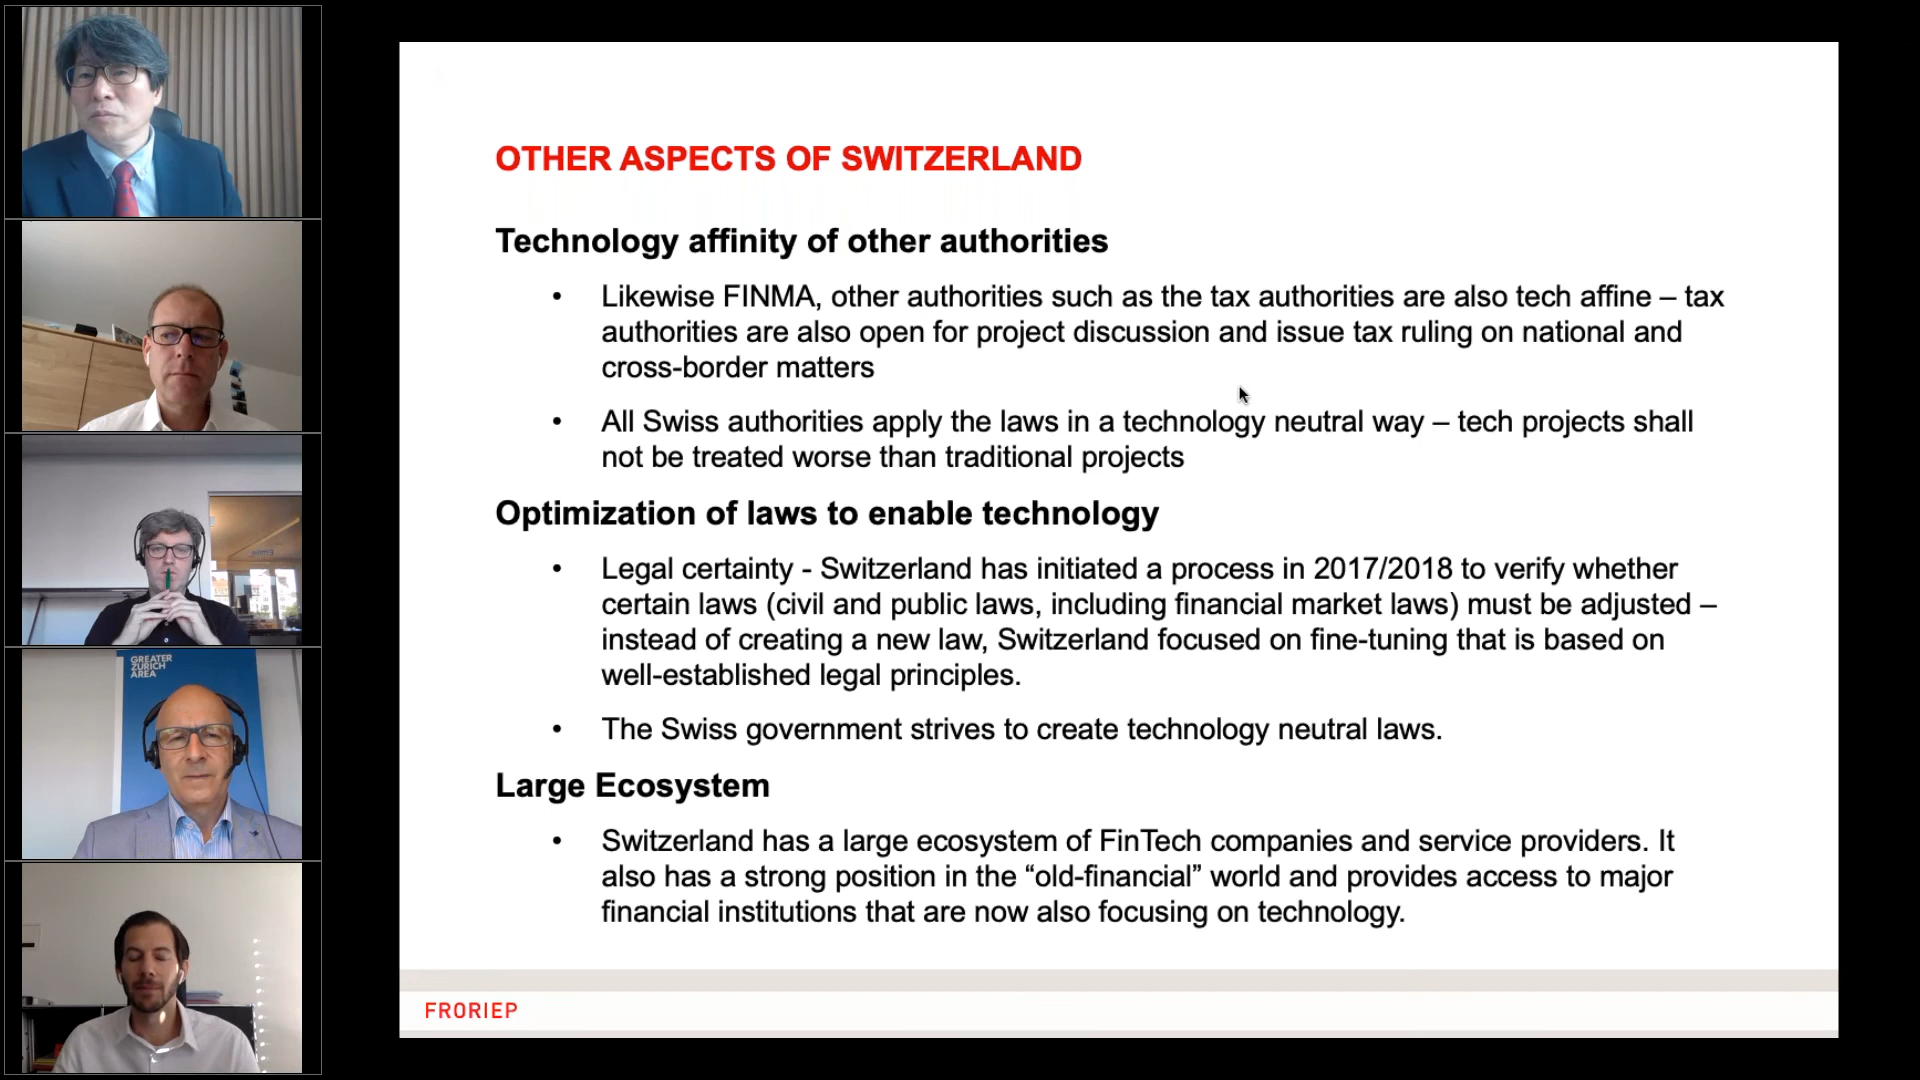 GREATER
ZURICH
AREA
OTHER ASPECTS OF SWITZERLAND
Technology affinity of other authorities
• Likewise FINMA, other authorities such as the tax authorities are also tech affine – tax
authorities are also open for project discussion and issue tax ruling on national and
cross-border matters
• All Swiss authorities apply the laws in a technology neutral way – tech projects shall
not be treated worse than traditional projects
Optimization of laws to enable technology
• Legal certainty - Switzerland has initiated a process in 2017/2018 to verify whether
certain laws (civil and public laws, including financial market laws) must be adjusted –
instead of creating a new law, Switzerland focused on fine-tuning that is based on
well-established legal principles.
• The Swiss government strives to create technology neutral laws.
Large Ecosystem
• Switzerland has a large ecosystem of FinTech companies and service providers. It
also has a strong position in the “old-financial” world and provides access to major
financial institutions that are now also focusing on technology.
FRORIEP